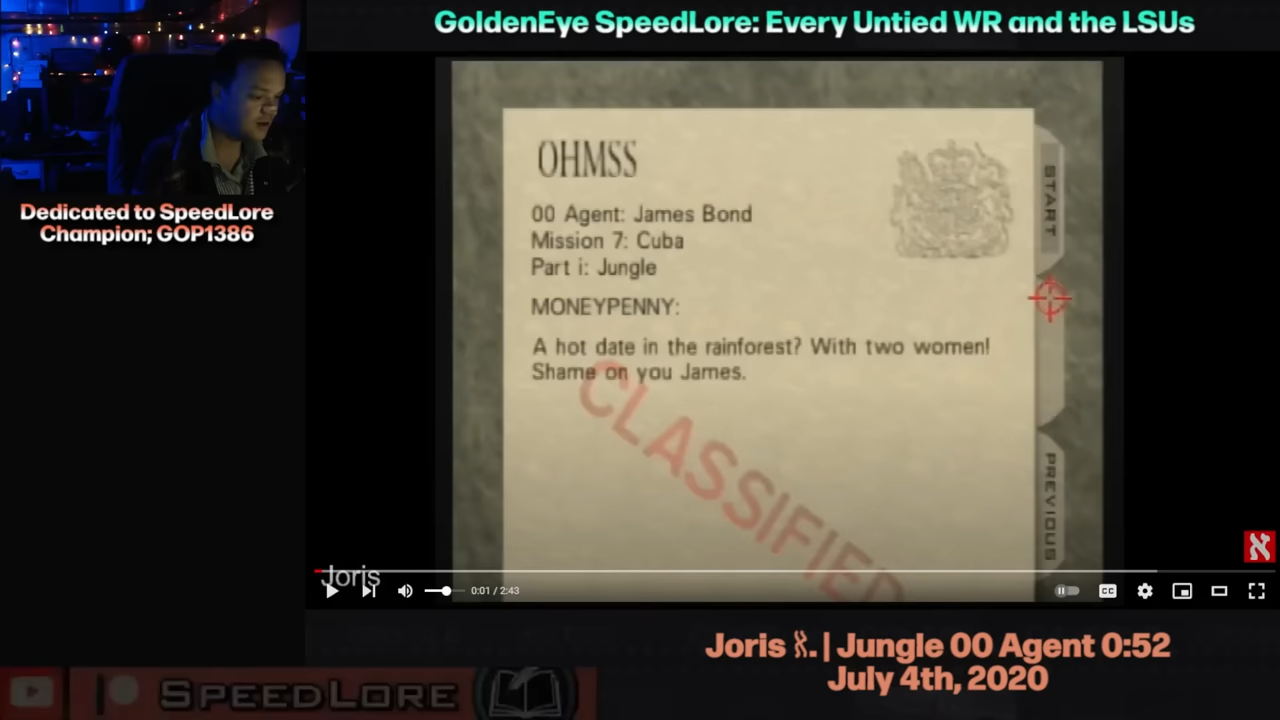 GoldenEye SpeedLore: Every Untied WR and the LSUs
Dedicated to SpeedLore
Champion; GOP1386
OHMSS
00 Agent: James Bond
Mission 7: Cuba
Part i: Jungle
MONEYPENNY:
A hot date in the rainforest? With two women!
Shame on you James.
CLASSIFIED
START
PREVIOUS
א
Joris
0:01 / 2:43
CC
Joris א. | Jungle 00 Agent 0:52
July 4th, 2020
SPEEDLORE